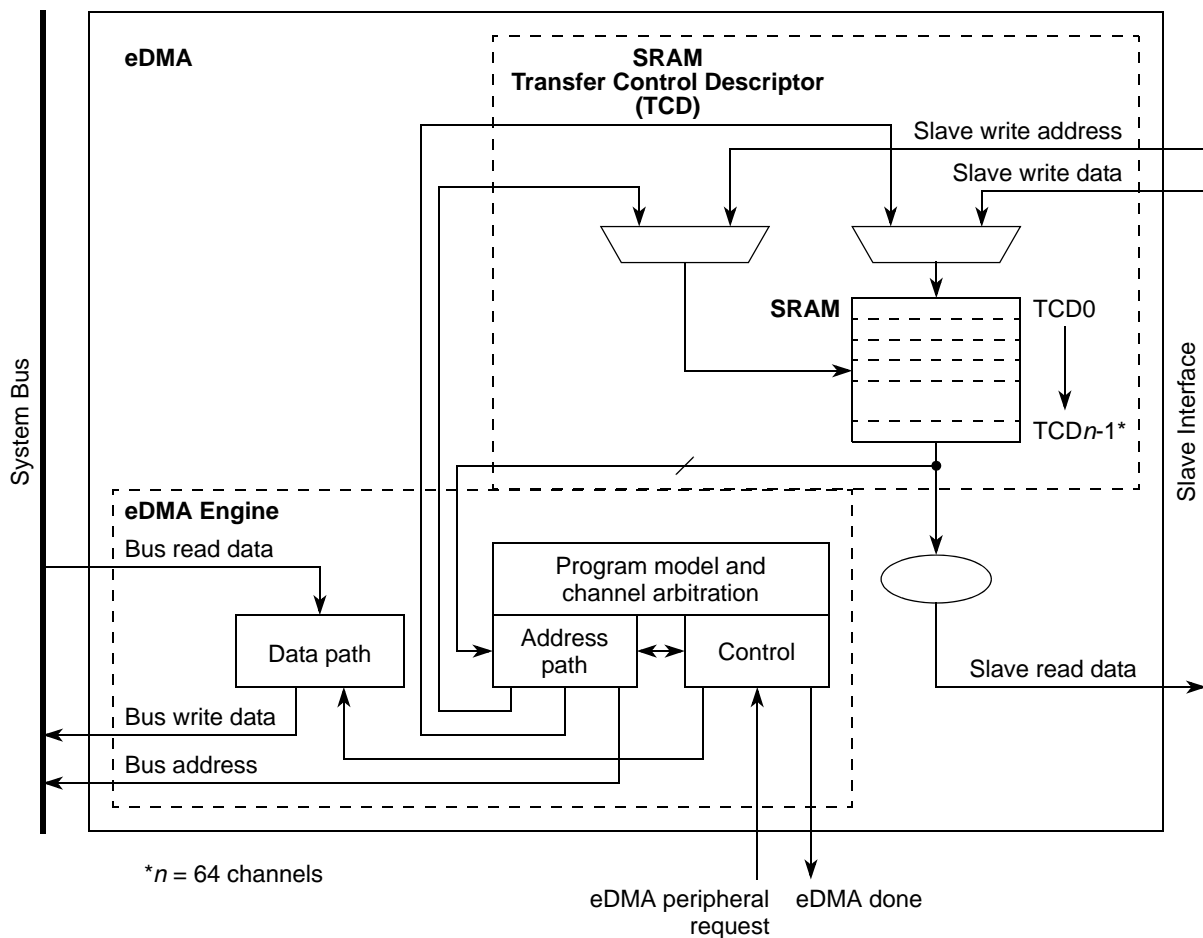 eDMA
SRAM
Transfer Control Descriptor
(TCD)
Slave write address
Slave write data
SRAM
TCD0
TCDn-1*
System Bus
Slave Interface
eDMA Engine
Bus read data
Program model and
channel arbitration
Data path
Address
path
Control
Slave read data
Bus write data
Bus address
*n = 64 channels
eDMA peripheral
request
eDMA done